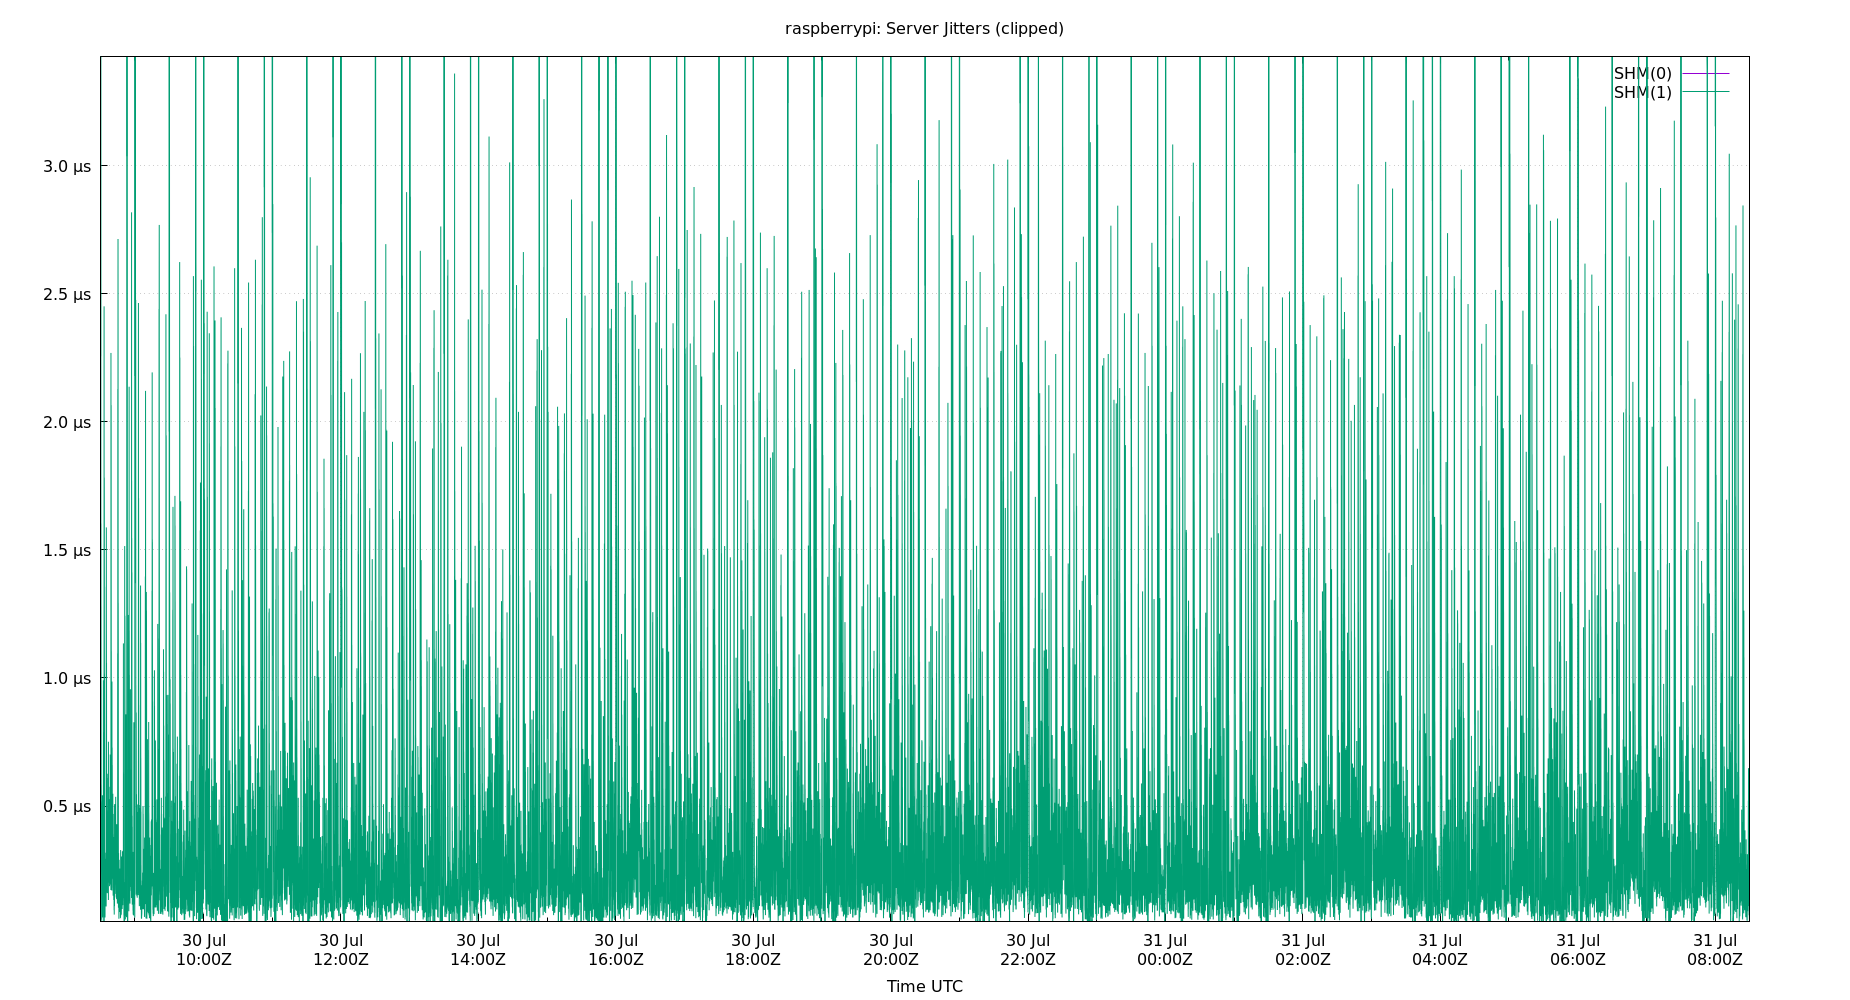 raspberrypi: Server Jitters (clipped)
SHM(0)
SHM(1)
3.0 µs
2.5 µs
2.0 µs
1.5 µs
1.0 µs
0.5 µs
30 Jul 30 Jul 30 Jul 30 Jul 30 Jul 30 Jul 30 Jul 31 Jul 31 Jul 31 Jul 31 Jul 31 Jul
10:00Z 12:00Z 14:00Z 16:00Z 18:00Z 20:00Z 22:00Z 00:00Z 02:00Z 04:00Z 06:00Z 08:00Z
Time UTC